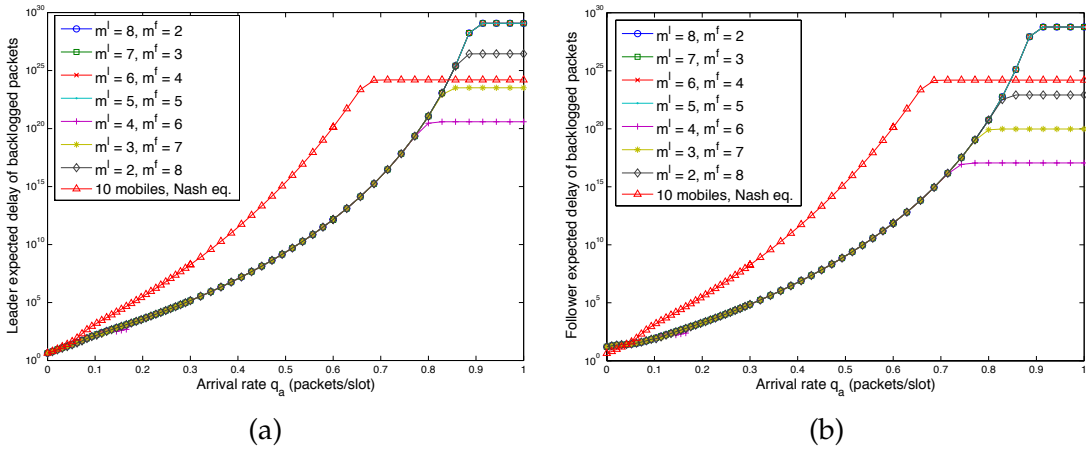 10^30
10^25
10^20
10^15
10^10
10^5
10^0
Leader expected delay of backlogged packets
m^l = 8, m^f = 2
m^l = 7, m^f = 3
m^l = 6, m^f = 4
m^l = 5, m^f = 5
m^l = 4, m^f = 6
m^l = 3, m^f = 7
m^l = 2, m^f = 8
10 mobiles, Nash eq.
0 0.1 0.2 0.3 0.4 0.5 0.6 0.7 0.8 0.9 1
Arrival rate q_a (packets/slot)
(a)
10^30
10^25
10^20
10^15
10^10
10^5
10^0
Follower expected delay of backlogged packets
m^l = 8, m^f = 2
m^l = 7, m^f = 3
m^l = 6, m^f = 4
m^l = 5, m^f = 5
m^l = 4, m^f = 6
m^l = 3, m^f = 7
m^l = 2, m^f = 8
10 mobiles, Nash eq.
0 0.1 0.2 0.3 0.4 0.5 0.6 0.7 0.8 0.9 1
Arrival rate q_a (packets/slot)
(b)